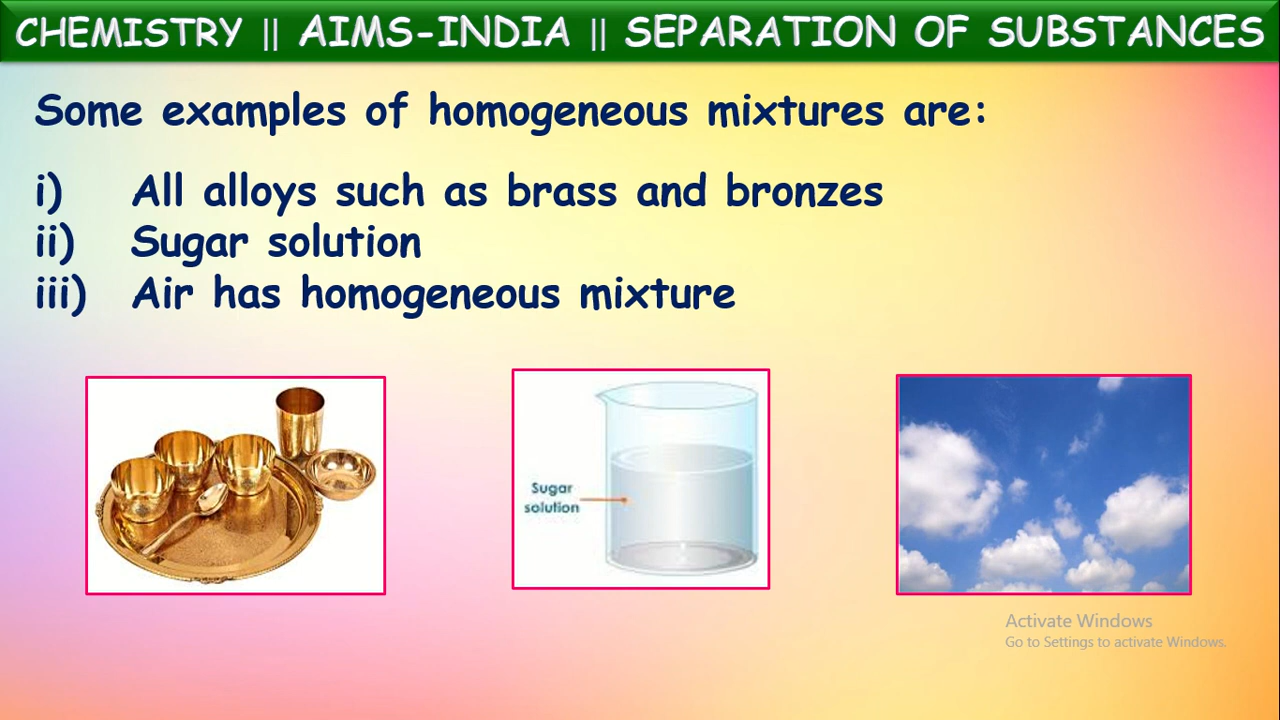 CHEMISTRY || AIMS-INDIA || SEPARATION OF SUBSTANCES
Some examples of homogeneous mixtures are:
i) All alloys such as brass and bronzes
ii) Sugar solution
iii) Air has homogeneous mixture
Sugar
solution
Activate Windows
Go to Settings to activate Windows.